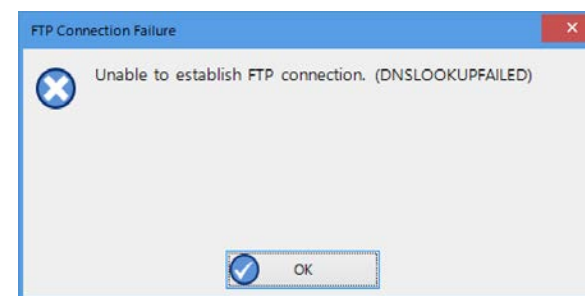 FTP Connection Failure
Unable to establish FTP connection. (DNSLOOKUPFAILED)
OK